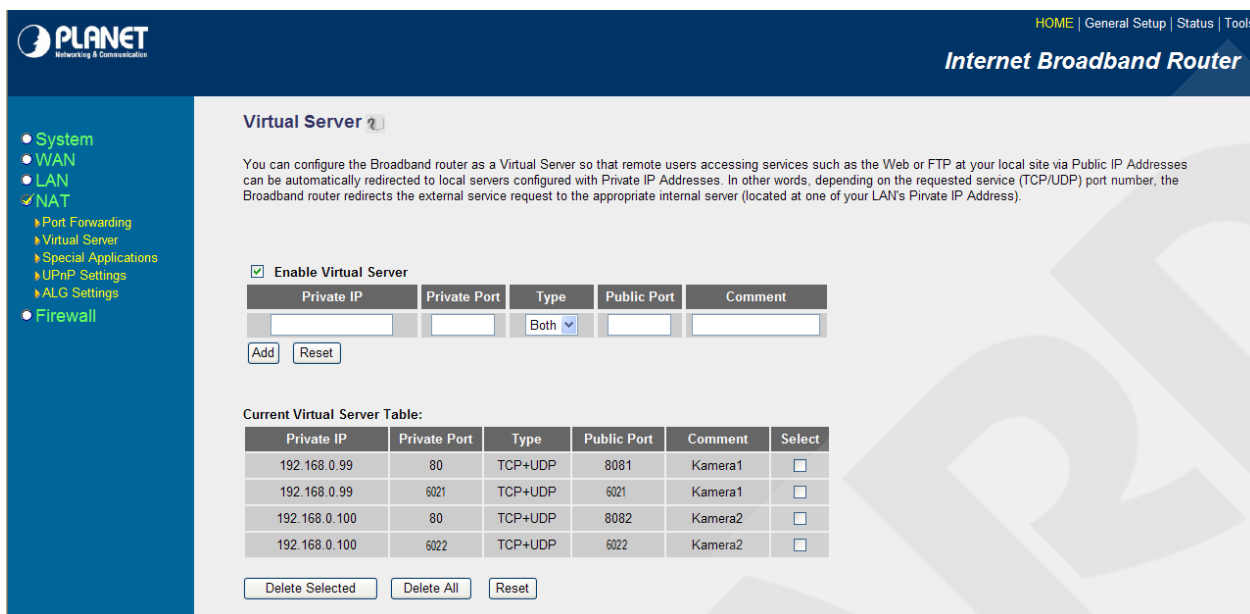 PLANET
Networking & Communication
HOME | General Setup | Status | Tools
Internet Broadband Router
System
WAN
LAN
NAT
Port Forwarding
Virtual Server
Special Applications
UPnP Settings
ALG Settings
Firewall
Virtual Server
You can configure the Broadband router as a Virtual Server so that remote users accessing services such as the Web or FTP at your local site via Public IP Addresses
can be automatically redirected to local servers configured with Private IP Addresses. In other words, depending on the requested service (TCP/UDP) port number, the
Broadband router redirects the external service request to the appropriate internal server (located at one of your LAN's Pirvate IP Address).
Enable Virtual Server
Private IP Private Port Type Public Port Comment
Both
Add Reset
Current Virtual Server Table:
Private IP Private Port Type Public Port Comment Select
192.168.0.99 80 TCP+UDP 8081 Kamera1
192.168.0.99 6021 TCP+UDP 6021 Kamera1
192.168.0.100 80 TCP+UDP 8082 Kamera2
192.168.0.100 6022 TCP+UDP 6022 Kamera2
Delete Selected Delete All Reset